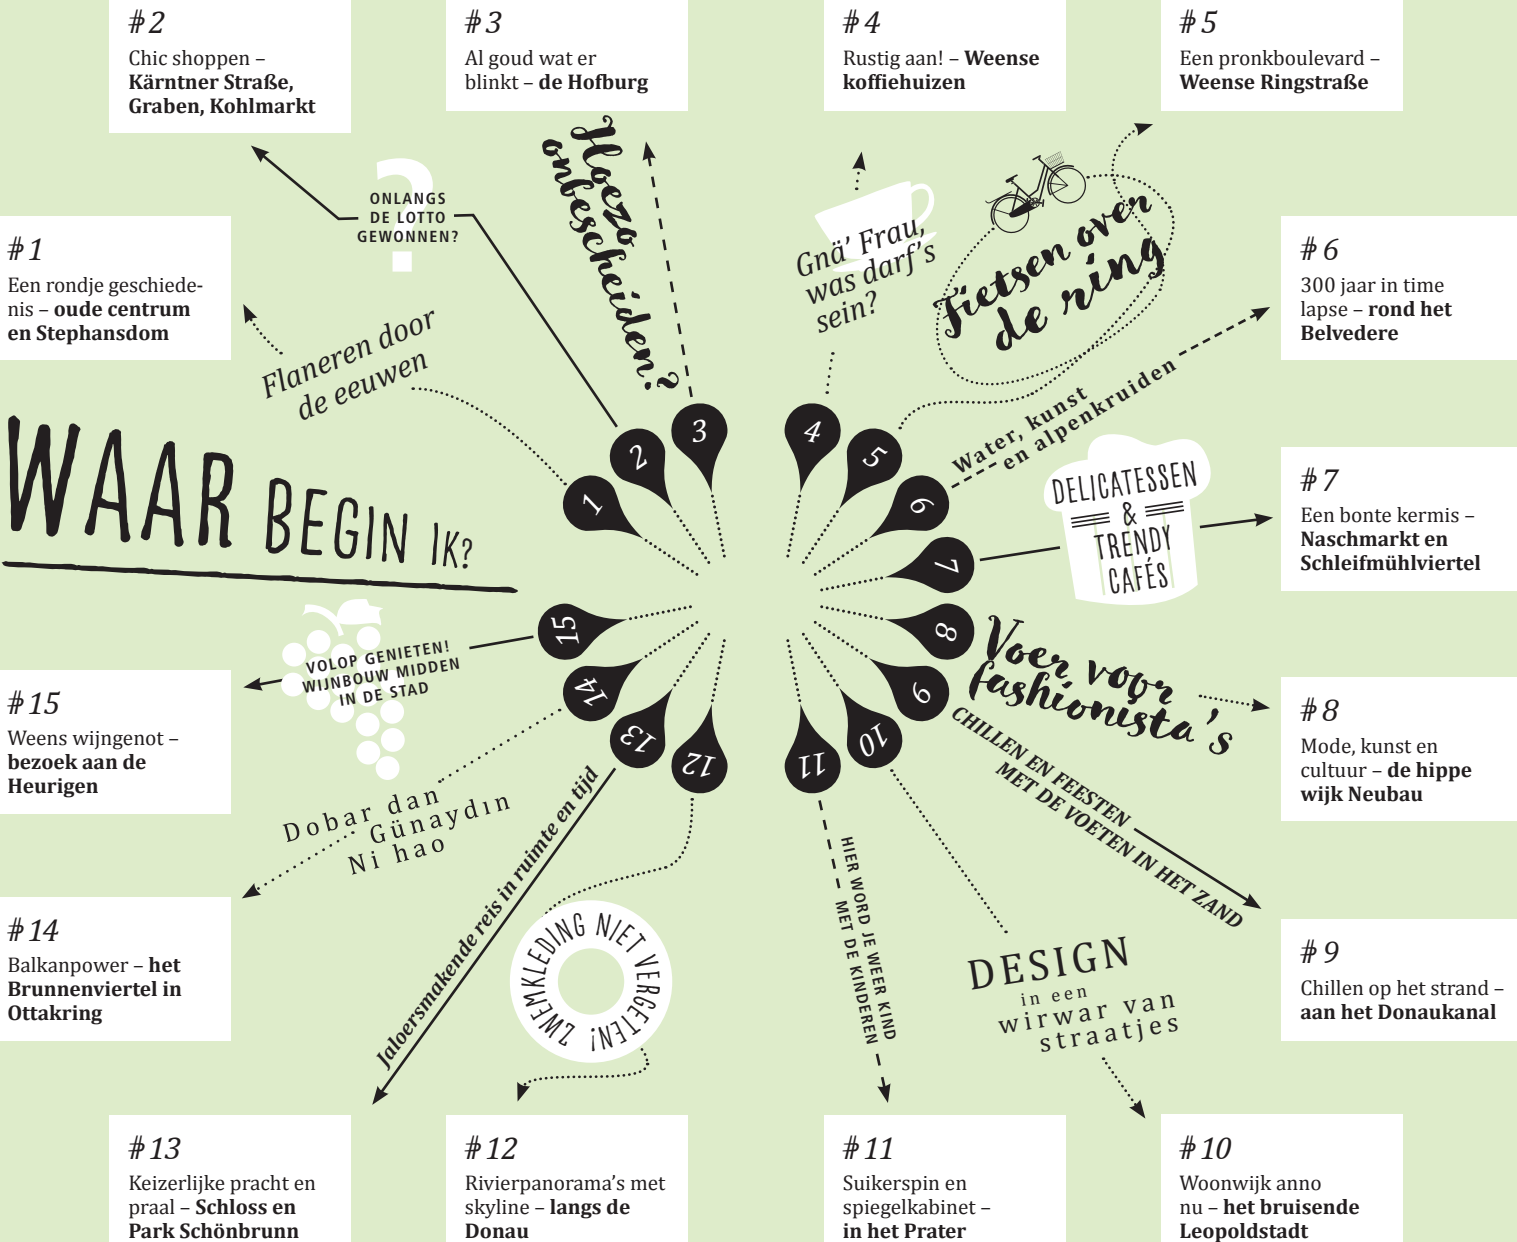 #2
Chic shoppen –
Kärntner Straße,
Graben, Kohlmarkt
#3
Al goud wat er
blinkt – de Hofburg
#4
Rustig aan! – Weense
koffiehuizen
#5
Een pronkboulevard –
Weense Ringstraße
?
ONLANGS
DE LOTTO
GEWONNEN?
Hoezo
onbescheiden?
Gnä' Frau,
was darf's
sein?
Fietsen over
de ring
#1
Een rondje geschiede-
nis – oude centrum
en Stephansdom
Flaneren door
de eeuwen
#6
300 jaar in time
lapse – rond het
Belvedere
Water, kunst
en alpenkruiden
WAAR BEGIN IK?
1
2
3
4
5
6
7
8
9
10
11
12
13
14
15
DELICATESSEN
&
TRENDY
CAFÉS
#7
Een bonte kermis –
Naschmarkt en
Schleifmühlviertel
VOLOP GENIETEN!
WIJNBOUW MIDDEN
IN DE STAD
#15
Weens wijngenot –
bezoek aan de
Heurigen
Voer voor
fashionista's
#8
Mode, kunst en
cultuur – de hippe
wijk Neubau
Dobar dan
Günaydın
Ni hao
#14
Balkanpower – het
Brunnenviertel in
Ottakring
CHILLEN EN FEESTEN
MET DE VOETEN IN HET ZAND
#9
Chillen op het strand –
aan het Donaukanal
Jaloersmakende reis in ruimte en tijd
ZWEMKLEDING NIET VERGETEN!
HIER WORD JE WEER KIND
MET DE KINDEREN
DESIGN
in een
wirwar van
straatjes
#13
Keizerlijke pracht en
praal – Schloss en
Park Schönbrunn
#12
Rivierpanorama's met
skyline – langs de
Donau
#11
Suikerspin en
spiegelkabinet –
in het Prater
#10
Woonwijk anno
nu – het bruisende
Leopoldstadt